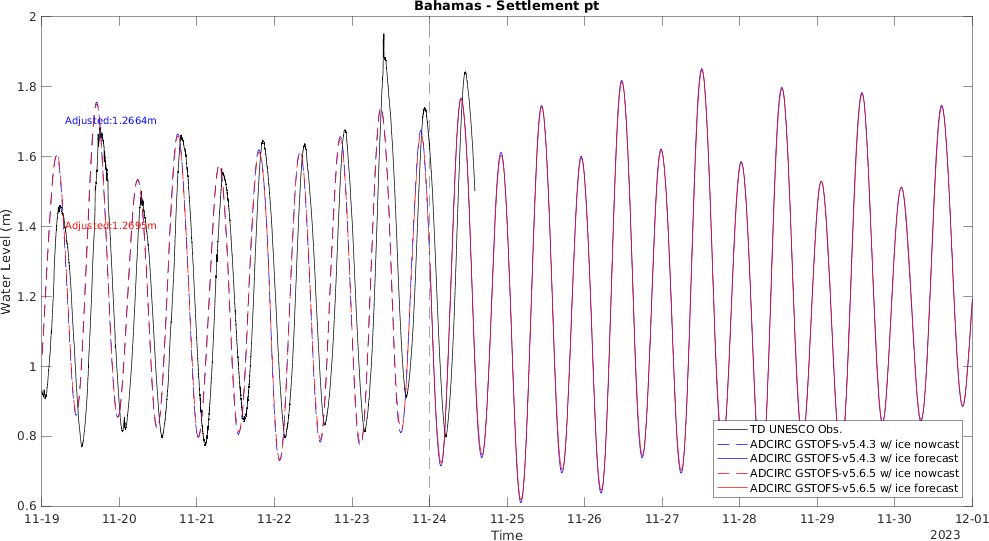 Bahamas - Settlement pt
2
1.8
1.6
1.4
1.2
1
0.8
0.6
Water Level (m)
Adjusted:1.2664m
Adjusted:1.2695m
TD UNESCO Obs.
ADCIRC GSTOFS-v5.4.3 w/ ice nowcast
ADCIRC GSTOFS-v5.4.3 w/ ice forecast
ADCIRC GSTOFS-v5.6.5 w/ ice nowcast
ADCIRC GSTOFS-v5.6.5 w/ ice forecast
11-19 11-20 11-21 11-22 11-23 11-24 11-25 11-26 11-27 11-28 11-29 11-30 12-01
Time
2023